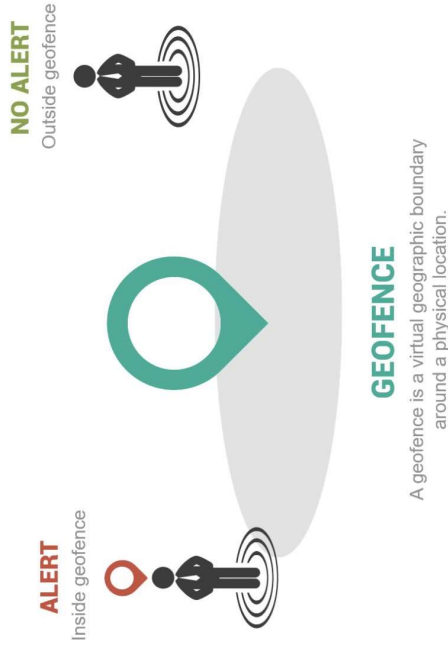 ALERT
Inside geofence
NO ALERT
Outside geofence
GEOFENCE
A geofence is a virtual geographic boundary
around a physical location.